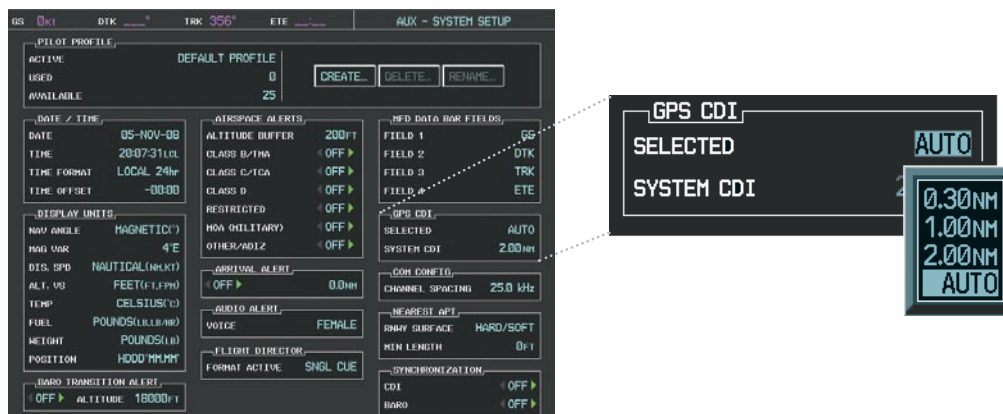 GS 0KT DTK ___° TRK 356° ETE __:__ AUX – SYSTEM SETUP
PILOT PROFILE
ACTIVE DEFAULT PROFILE
USED 0
AVAILABLE 25
CREATE… DELETE… RENAME…
DATE / TIME
DATE 05-NOV-08
TIME 20:07:31LCL
TIME FORMAT LOCAL 24hr
TIME OFFSET -00:00
DISPLAY UNITS
NAV ANGLE MAGNETIC(°)
MAG VAR 4°E
DIS, SPD NAUTICAL(NM,KT)
ALT, VS FEET(FT,FPM)
TEMP CELSIUS(°C)
FUEL POUNDS(LB,LB/HR)
WEIGHT POUNDS(LB)
POSITION HDDD°MM.MM'
BARO TRANSITION ALERT
OFF ALTITUDE 18000FT
AIRSPACE ALERTS
ALTITUDE BUFFER 200FT
CLASS B/TMA OFF
CLASS C/TCA OFF
CLASS D OFF
RESTRICTED OFF
MOA (MILITARY) OFF
OTHER/ADIZ OFF
ARRIVAL ALERT
OFF 0.0NM
AUDIO ALERT
VOICE FEMALE
FLIGHT DIRECTOR
FORMAT ACTIVE SNGL CUE
MFD DATA BAR FIELDS
FIELD 1 GS
FIELD 2 DTK
FIELD 3 TRK
FIELD 4 ETE
GPS CDI
SELECTED AUTO
SYSTEM CDI 2.00NM
COM CONFIG
CHANNEL SPACING 25.0 kHz
NEAREST APT
RNWY SURFACE HARD/SOFT
MIN LENGTH 0FT
SYNCHRONIZATION
CDI OFF
BARO OFF
GPS CDI
SELECTED AUTO
SYSTEM CDI 2
0.30NM
1.00NM
2.00NM
AUTO